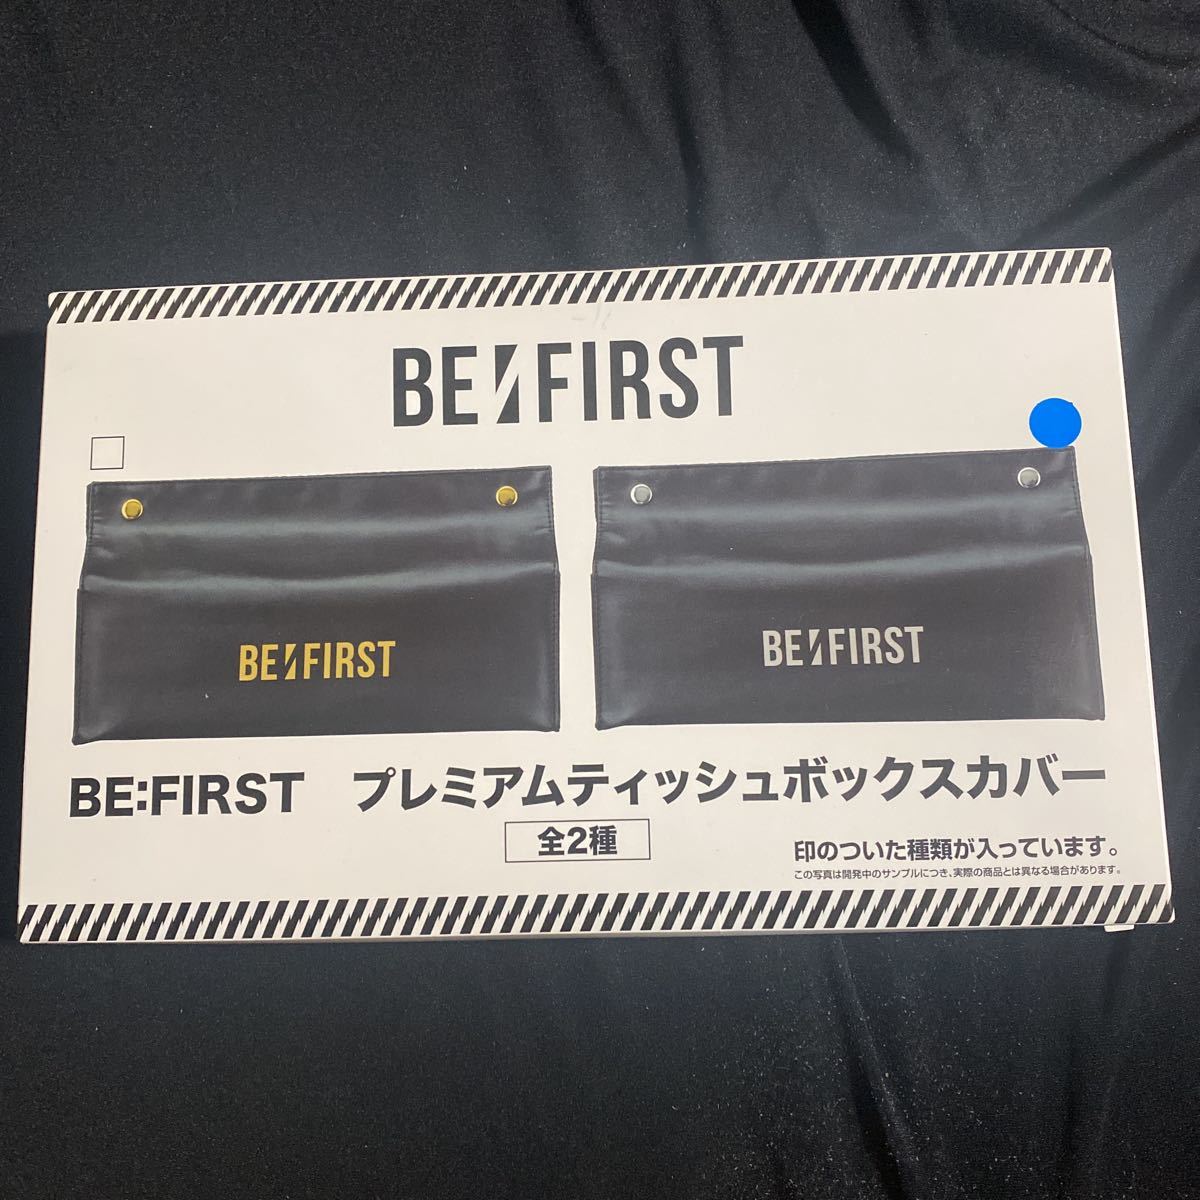 BE:FIRST
BE:FIRST
BE:FIRST
BE:FIRST プレミアムティッシュボックスカバー
全2種
印のついた種類が入っています。
この写真は開発中のサンプルにつき、実際の商品とは異なる場合があります。